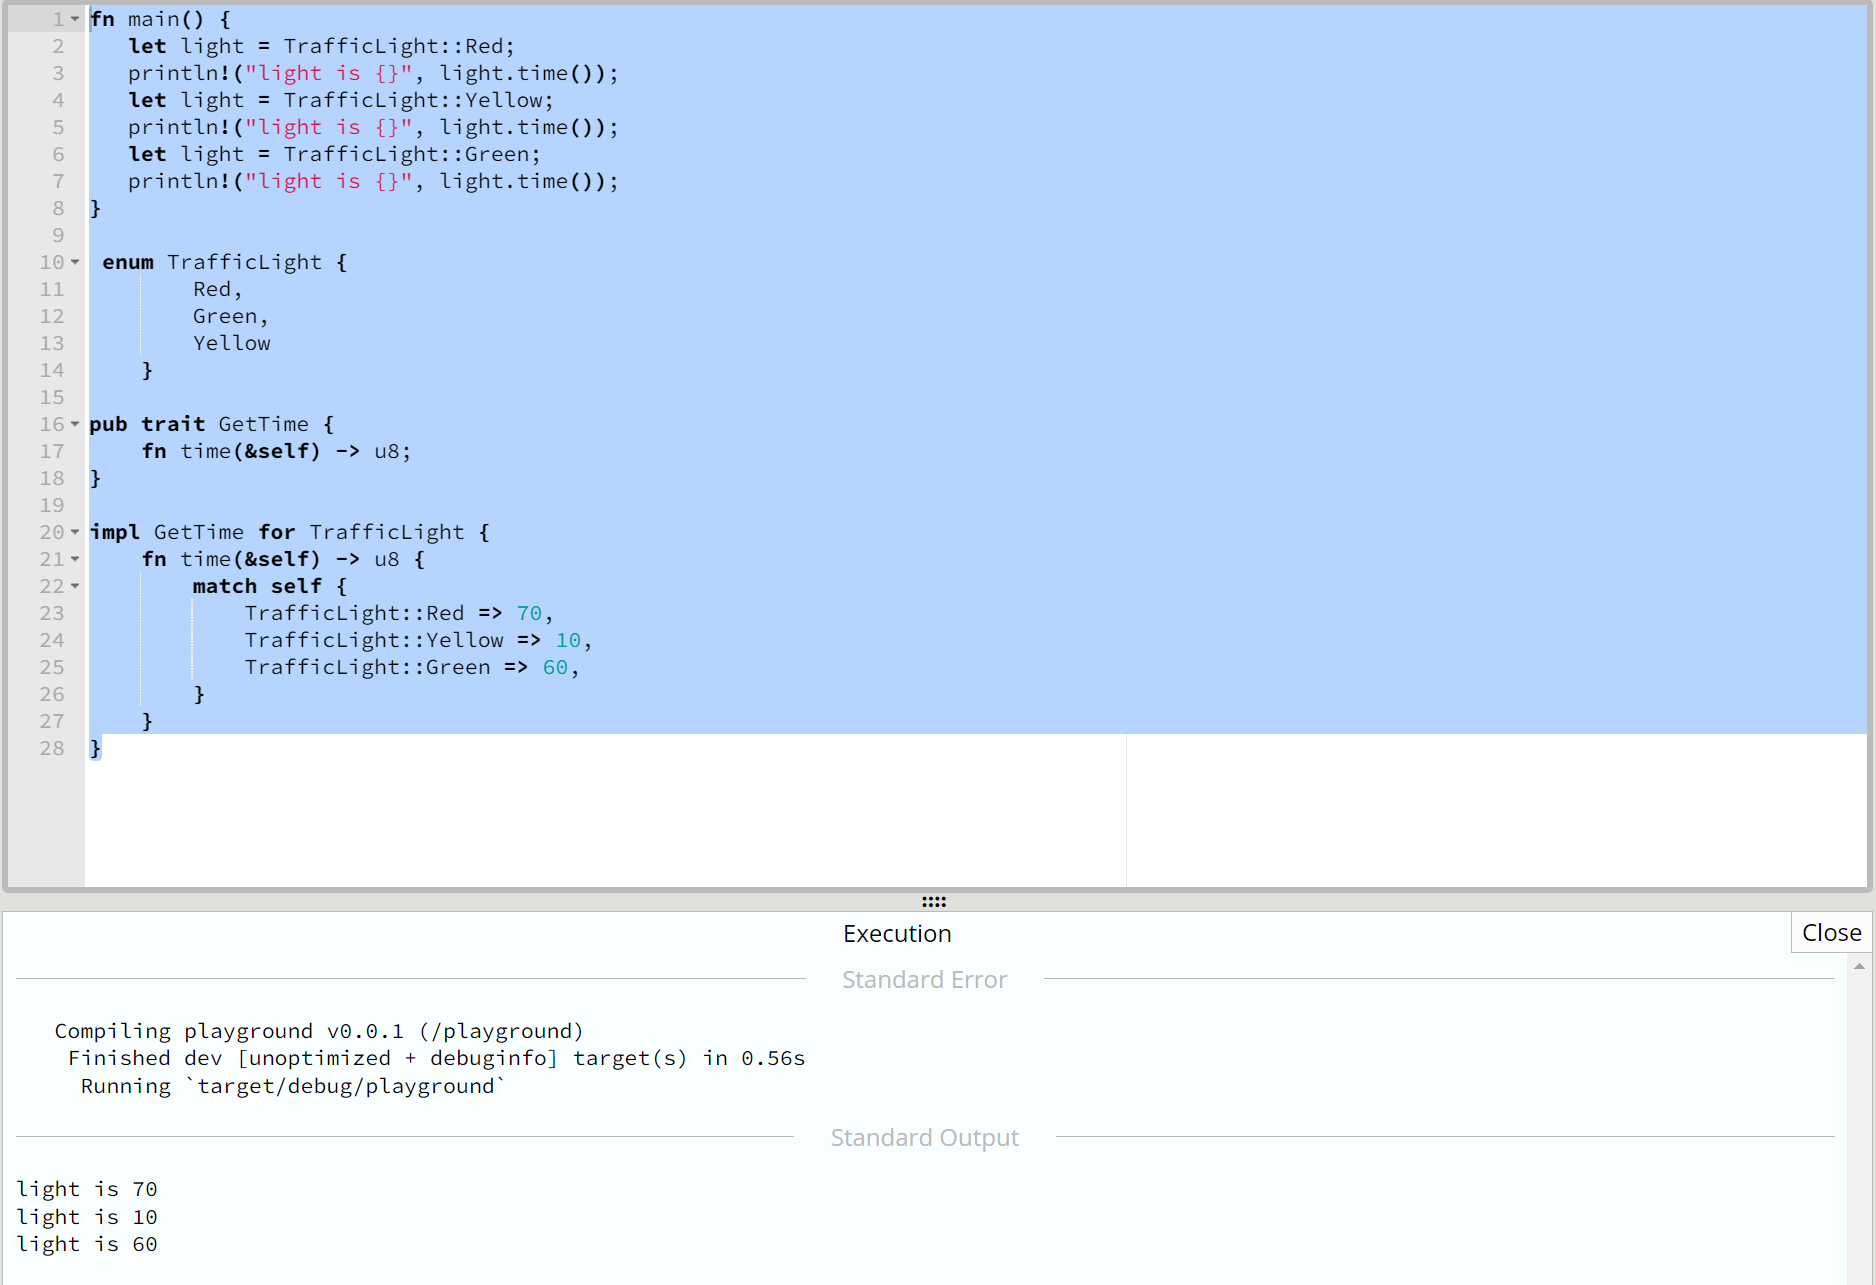 1 fn main() {
2 let light = TrafficLight::Red;
3 println!("light is {}", light.time());
4 let light = TrafficLight::Yellow;
5 println!("light is {}", light.time());
6 let light = TrafficLight::Green;
7 println!("light is {}", light.time());
8 }
9
10 enum TrafficLight {
11 Red,
12 Green,
13 Yellow
14 }
15
16 pub trait GetTime {
17 fn time(&self) -> u8;
18 }
19
20 impl GetTime for TrafficLight {
21 fn time(&self) -> u8 {
22 match self {
23 TrafficLight::Red => 70,
24 TrafficLight::Yellow => 10,
25 TrafficLight::Green => 60,
26 }
27 }
28 }
Execution
Close
Standard Error
Compiling playground v0.0.1 (/playground)
Finished dev [unoptimized + debuginfo] target(s) in 0.56s
Running `target/debug/playground`
Standard Output
light is 70
light is 10
light is 60